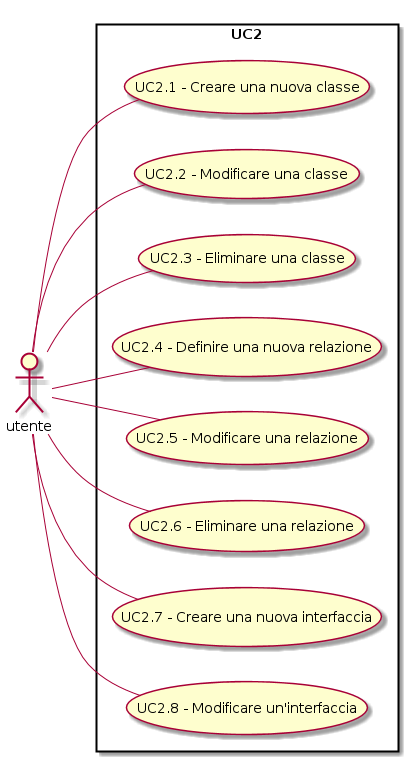 UC2
UC2.1 - Creare una nuova classe
UC2.2 - Modificare una classe
UC2.3 - Eliminare una classe
UC2.4 - Definire una nuova relazione
utente
UC2.5 - Modificare una relazione
UC2.6 - Eliminare una relazione
UC2.7 - Creare una nuova interfaccia
UC2.8 - Modificare un'interfaccia